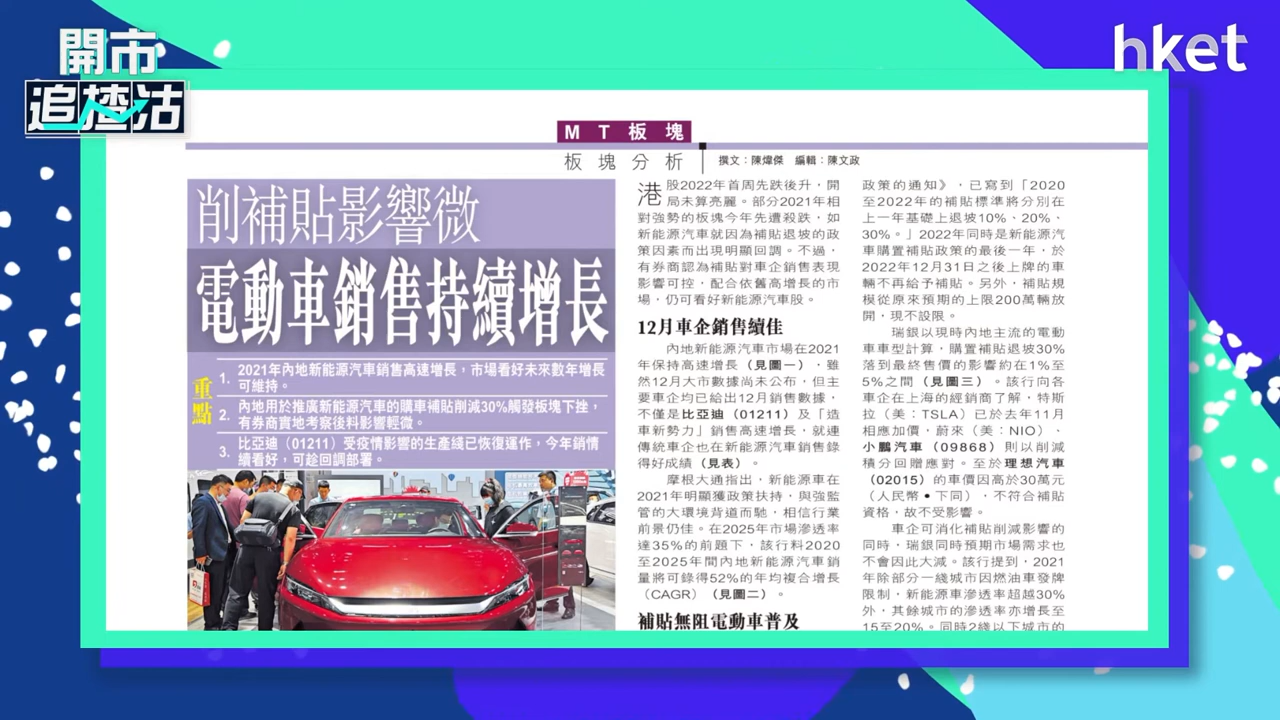 開市
追揸沽
hket
MT板塊
板塊分析
撰文：陳煒傑 編輯：陳文政
削補貼影響微
電動車銷售持續增長
重點
1. 2021年內地新能源汽車銷售高速增長，市場看好未來數年增長
可維持。
2. 內地用於推廣新能源汽車的購車補貼削減30%觸發板塊下挫，
有券商實地考察後料影響輕微。
3. 比亞迪（01211）受疫情影響的生產綫已恢復運作，今年銷情
續看好，可趁回調部署。
港股2022年首周先跌後升，開
局未算亮麗。部分2021年相
對強勢的板塊今年先遭殺跌，如
新能源汽車就因為補貼退坡的政
策因素而出現明顯回調。不過，
有券商認為補貼對車企銷售表現
影響可控，配合依舊高增長的市
場，仍可看好新能源汽車股。
12月車企銷售續佳
內地新能源汽車市場在2021
年保持高速增長（見圖一），雖
然12月大市數據尚未公布，但主
要車企均已給出12月銷售數據，
不僅是比亞迪（01211）及「造
車新勢力」銷售高速增長，就連
傳統車企也在新能源汽車銷售錄
得好成績（見表）。
摩根大通指出，新能源車在
2021年明顯獲政策扶持，與強監
管的大環境背道而馳，相信行業
前景仍佳。在2025年市場滲透率
達35%的前題下，該行料2020
至2025年間內地新能源汽車銷
量將可錄得52%的年均複合增長
（CAGR）（見圖二）。
補貼無阻電動車普及
政策的通知》，已寫到「2020
至2022年的補貼標準將分別在
上一年基礎上退坡10%、20%、
30%。」2022年同時是新能源汽
車購置補貼政策的最後一年，於
2022年12月31日之後上牌的車
輛不再給予補貼。另外，補貼規
模從原來預期的上限200萬輛放
開，現不設限。
瑞銀以現時內地主流的電動
車車型計算，購置補貼退坡30%
落到最終售價的影響約在1%至
5%之間（見圖三）。該行向各
車企在上海的經銷商了解，特斯
拉（美：TSLA）已於去年11月
相應加價，蔚來（美：NIO）、
小鵬汽車（09868）則以削減
積分回贈應對。至於理想汽車
（02015）的車價因高於30萬元
（人民幣•下同），不符合補貼
資格，故不受影響。
車企可消化補貼削減影響的
同時，瑞銀同時預期市場需求也
不會因此大減。該行提到，2021
年除部分一綫城市因燃油車發牌
限制，新能源車滲透率超越30%
外，其餘城市的滲透率亦增長至
15至20%。同時2綫以下城市的